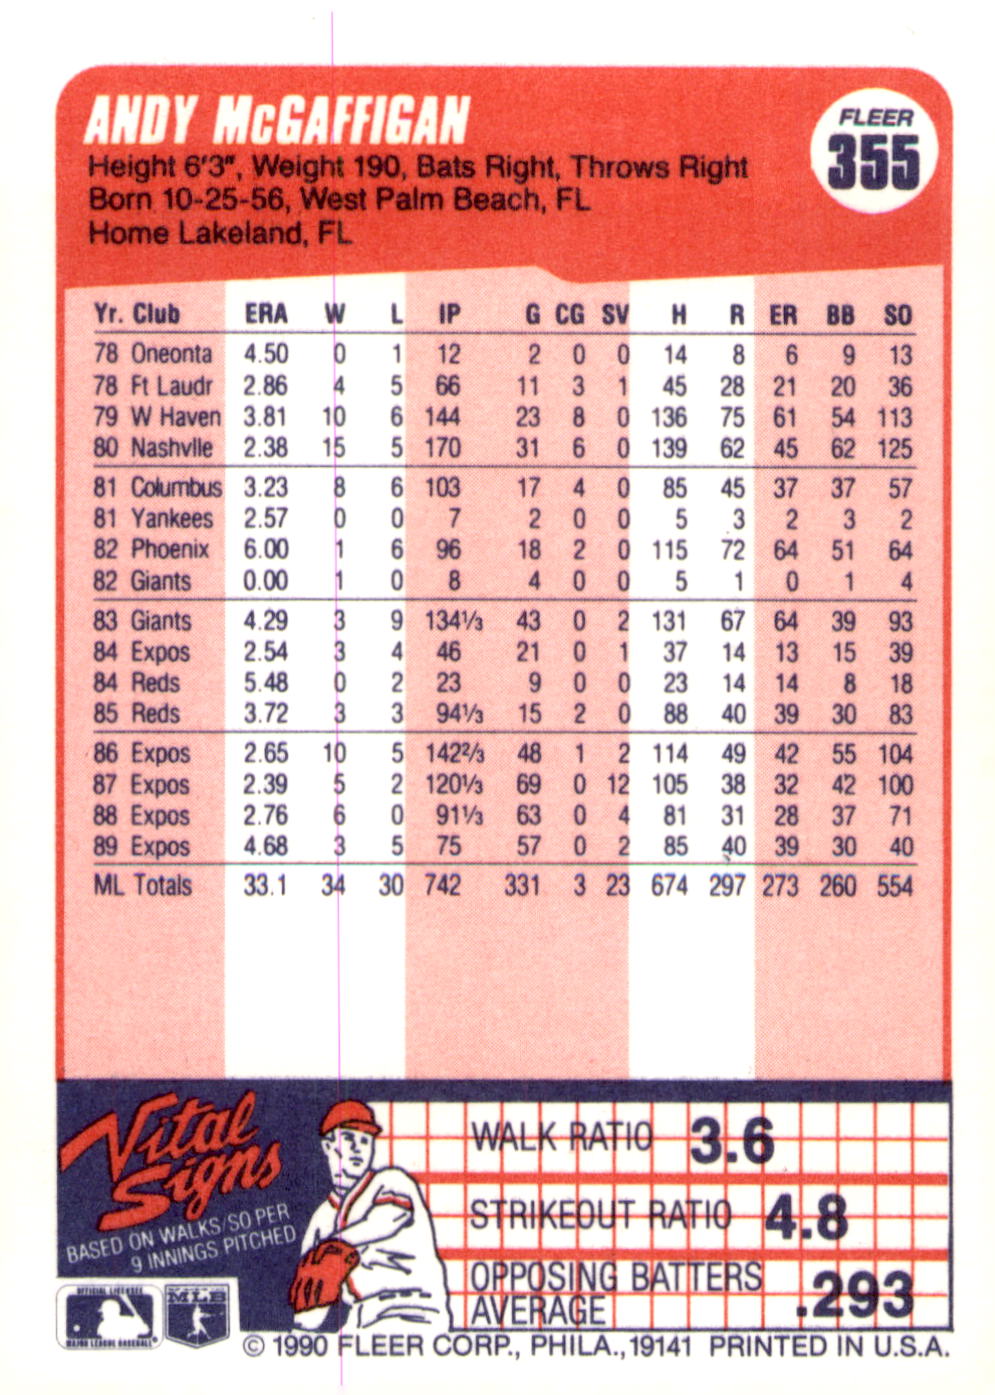 ANDY McGAFFIGAN
FLEER
355
Height 6'3", Weight 190, Bats Right, Throws Right
Born 10-25-56, West Palm Beach, FL
Home Lakeland, FL
Yr. Club ERA W L IP G CG SV H R ER BB SO
78 Oneonta 4.50 0 1 12 2 0 0 14 8 6 9 13
78 Ft Laudr 2.86 4 5 66 11 3 1 45 28 21 20 36
79 W Haven 3.81 10 6 144 23 8 0 136 75 61 54 113
80 Nashvlle 2.38 15 5 170 31 6 0 139 62 45 62 125
81 Columbus 3.23 8 6 103 17 4 0 85 45 37 37 57
81 Yankees 2.57 0 0 7 2 0 0 5 3 2 3 2
82 Phoenix 6.00 1 6 96 18 2 0 115 72 64 51 64
82 Giants 0.00 1 0 8 4 0 0 5 1 0 1 4
83 Giants 4.29 3 9 134⅓ 43 0 2 131 67 64 39 93
84 Expos 2.54 3 4 46 21 0 1 37 14 13 15 39
84 Reds 5.48 0 2 23 9 0 0 23 14 14 8 18
85 Reds 3.72 3 3 94⅓ 15 2 0 88 40 39 30 83
86 Expos 2.65 10 5 142⅔ 48 1 2 114 49 42 55 104
87 Expos 2.39 5 2 120⅓ 69 0 12 105 38 32 42 100
88 Expos 2.76 6 0 91⅓ 63 0 4 81 31 28 37 71
89 Expos 4.68 3 5 75 57 0 2 85 40 39 30 40
ML Totals 33.1 34 30 742 331 3 23 674 297 273 260 554
Vital
Signs
BASED ON WALKS/SO PER
9 INNINGS PITCHED
WALK RATIO 3.6
STRIKEOUT RATIO 4.8
OPPOSING BATTERS
AVERAGE .293
OFFICIAL LICENSEE
MAJOR LEAGUE BASEBALL
MLB
© 1990 FLEER CORP., PHILA., 19141 PRINTED IN U.S.A.